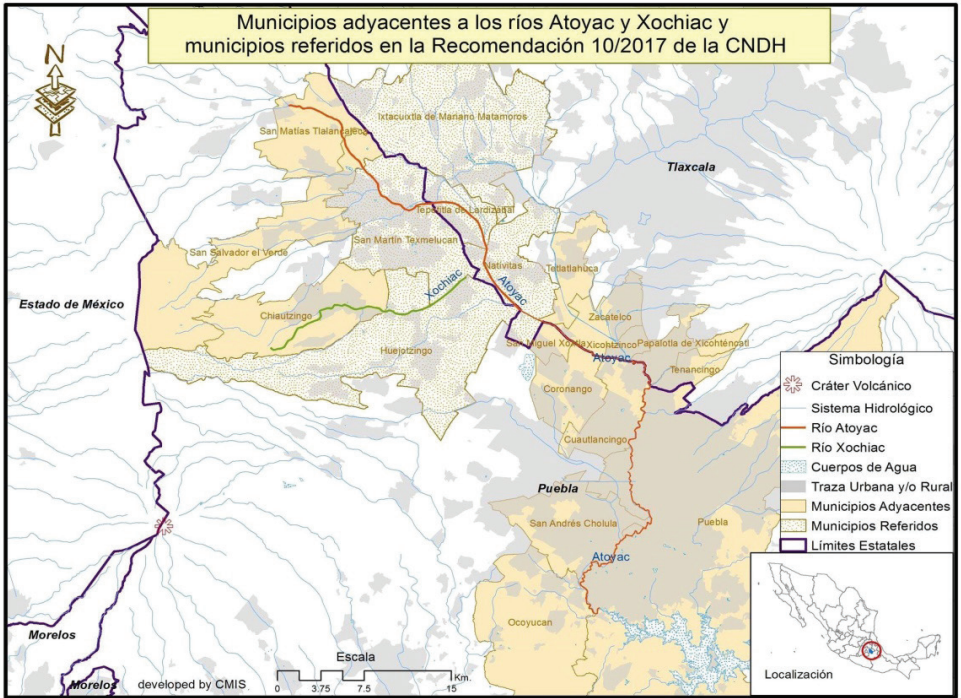 Municipios adyacentes a los ríos Atoyac y Xochiac y
municipios referidos en la Recomendación 10/2017 de la CNDH
N
Ixtacuixtla de Mariano Matamoros
San Matías Tlalancaleca
Tlaxcala
Tepetitla de Lardizabal
San Martín Texmelucan
San Salvador el Verde
Nativitas
Tetlatlahuca
Xochiac
Atoyac
Estado de México
Chiautzingo
Zacatelco
Huejotzingo
San Miguel Xoxtla
Xicohtzinco
Papalotla de Xicohténcatl
Atoyac
Tenancingo
Coronango
Cuautlancingo
Puebla
San Andrés Cholula
Puebla
Atoyac
Ocoyucan
Morelos
Morelos
Simbología
Cráter Volcánico
Sistema Hidrológico
Río Atoyac
Río Xochiac
Cuerpos de Agua
Traza Urbana y/o Rural
Municipios Adyacentes
Municipios Referidos
Límites Estatales
Localización
developed by CMIS
Escala
0 3.75 7.5 15 Km.